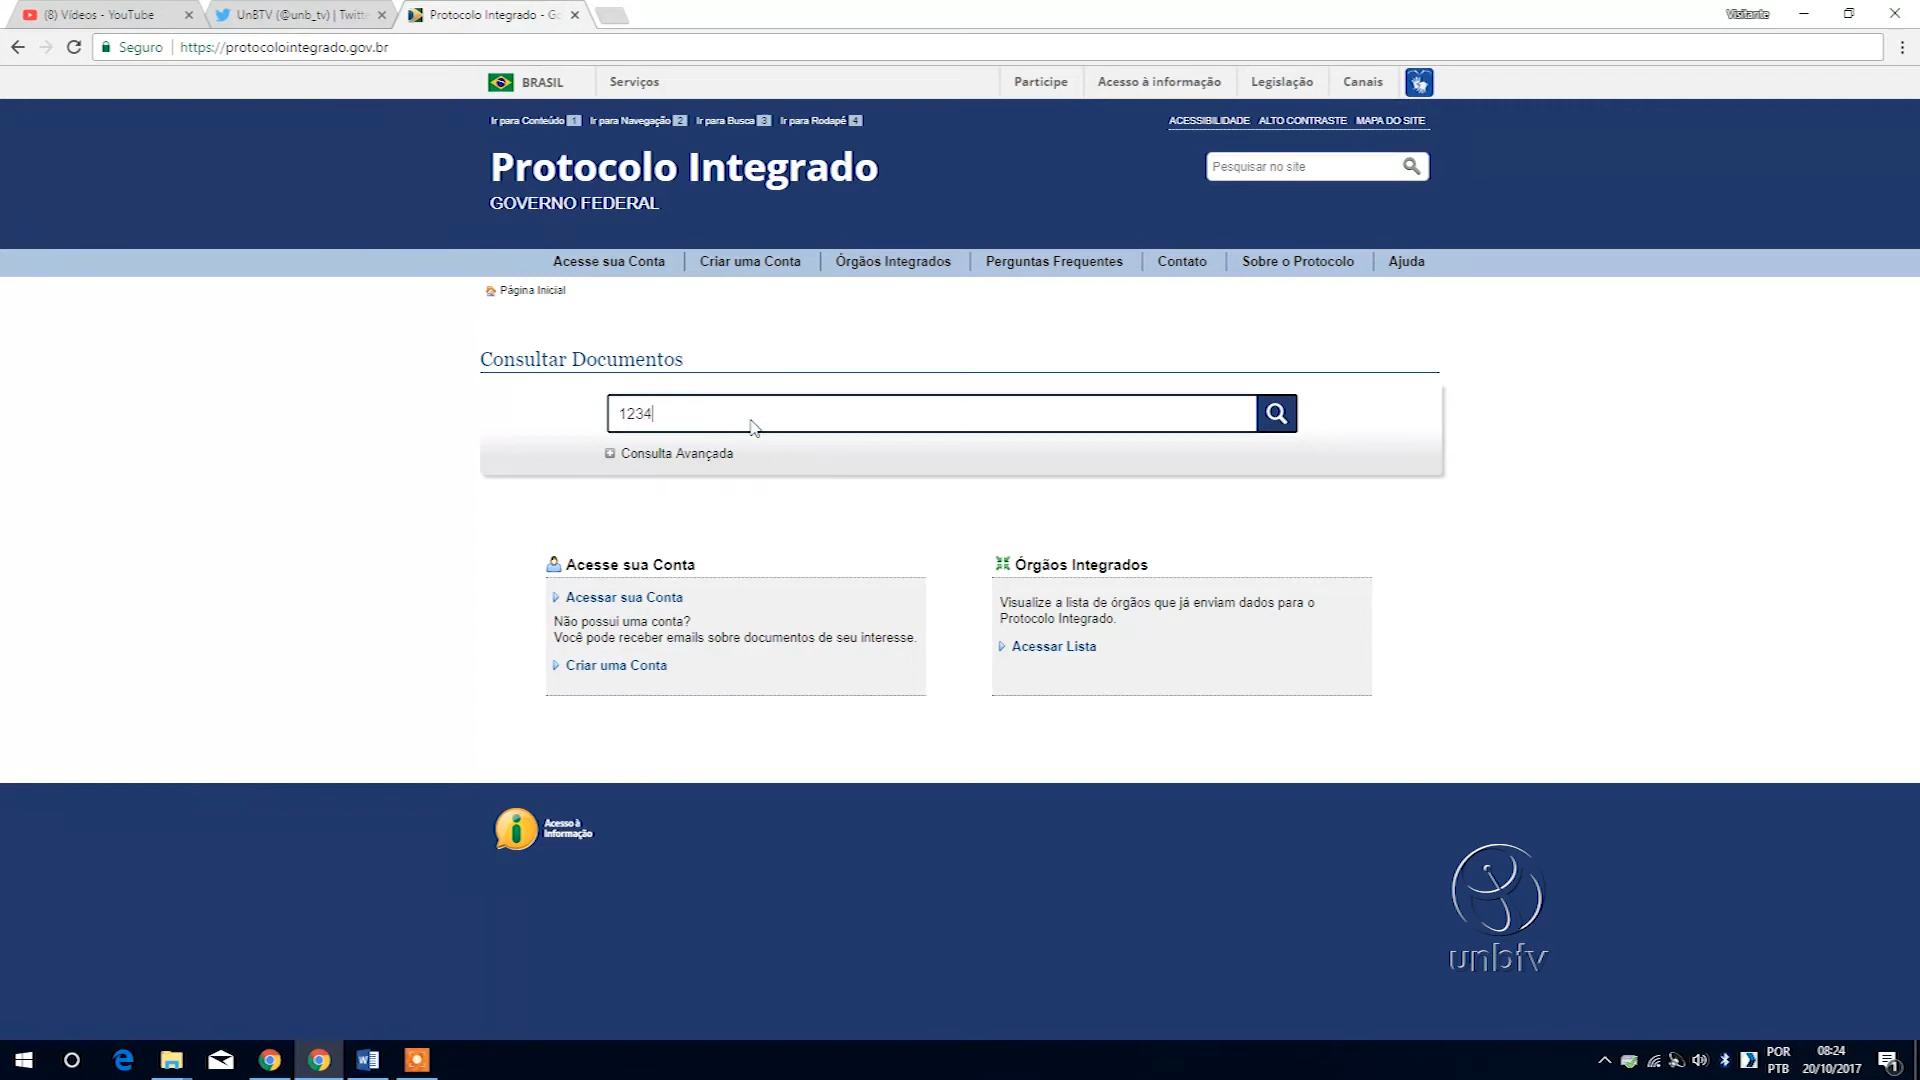 (8) Vídeos - YouTube
UnBTV (@unb_tv) | Twitte
Protocolo Integrado - Go
Visitante
Seguro
https://protocolointegrado.gov.br
BRASIL
Serviços
Participe
Acesso à informação
Legislação
Canais
Ir para Conteúdo 1
Ir para Navegação 2
Ir para Busca 3
Ir para Rodapé 4
ACESSIBILIDADE
ALTO CONTRASTE
MAPA DO SITE
Protocolo Integrado
GOVERNO FEDERAL
Pesquisar no site
Acesse sua Conta
Criar uma Conta
Órgãos Integrados
Perguntas Frequentes
Contato
Sobre o Protocolo
Ajuda
Página Inicial
Consultar Documentos
1234
Consulta Avançada
Acesse sua Conta
Acessar sua Conta
Não possui uma conta?
Você pode receber emails sobre documentos de seu interesse.
Criar uma Conta
Órgãos Integrados
Visualize a lista de órgãos que já enviam dados para o
Protocolo Integrado.
Acessar Lista
Acesso à
Informação
unbtv
POR
PTB
08:24
20/10/2017
1